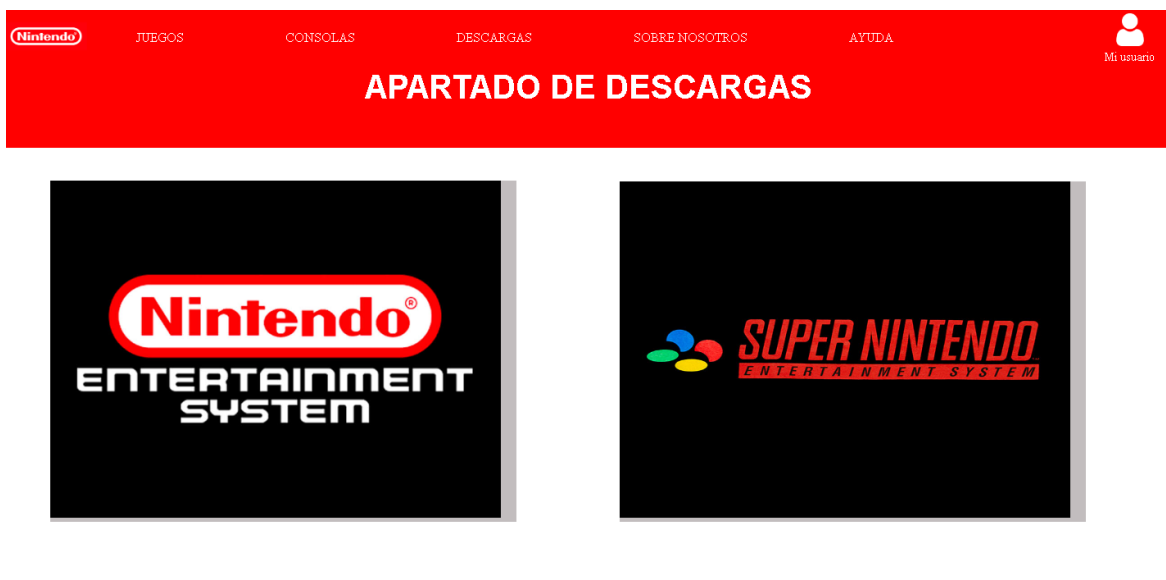 Nintendo
JUEGOS CONSOLAS DESCARGAS SOBRE NOSOTROS AYUDA
Mi usuario
APARTADO DE DESCARGAS
Nintendo®
ENTERTAINMENT
SYSTEM
SUPER NINTENDO
ENTERTAINMENT SYSTEM